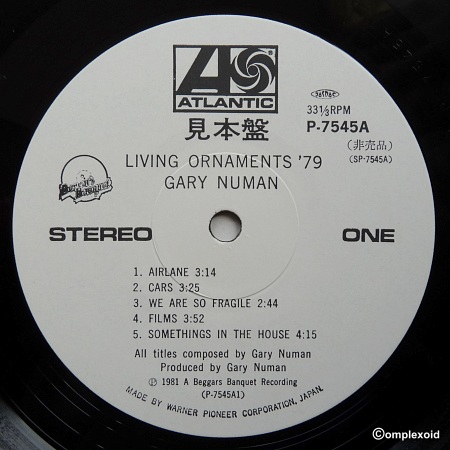 ATLANTIC
見本盤
33⅓RPM
P-7545A
(非売品)
(SP-7545A)
LIVING ORNAMENTS '79
GARY NUMAN
Beggars Banquet
STEREO
ONE
1. AIRLANE 3:14
2. CARS 3:25
3. WE ARE SO FRAGILE 2:44
4. FILMS 3:52
5. SOMETHINGS IN THE HOUSE 4:15
All titles composed by Gary Numan
Produced by Gary Numan
Ⓟ 1981 A Beggars Banquet Recording
(P-7545A1)
MADE BY WARNER PIONEER CORPORATION, JAPAN.
©omplexoid